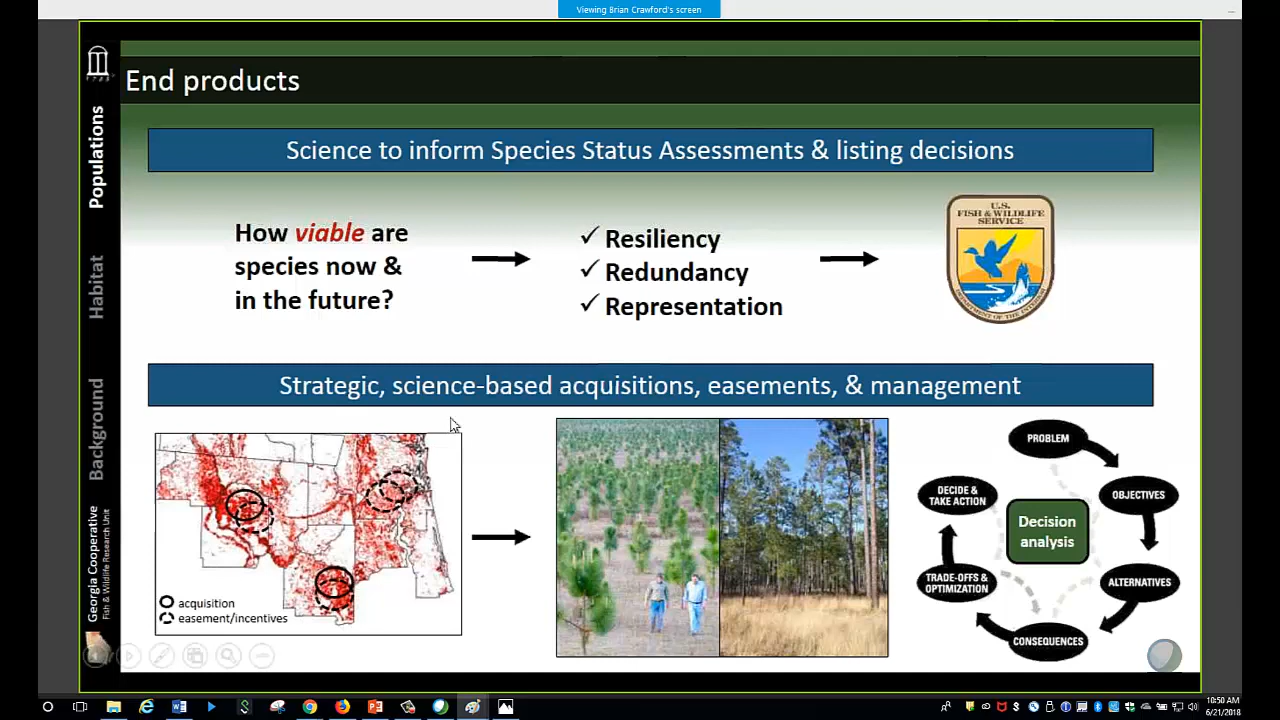 Viewing Brian Crawford's screen
End products
Populations
Habitat
Background
Georgia Cooperative
Fish & Wildlife Research Unit
Science to inform Species Status Assessments & listing decisions
How viable are
species now &
in the future?
✓ Resiliency
✓ Redundancy
✓ Representation
U.S.
FISH & WILDLIFE
SERVICE
DEPARTMENT OF THE INTERIOR
Strategic, science-based acquisitions, easements, & management
acquisition
easement/incentives
PROBLEM
OBJECTIVES
ALTERNATIVES
CONSEQUENCES
TRADE-OFFS &
OPTIMIZATION
DECIDE &
TAKE ACTION
Decision
analysis
10:50 AM
6/21/2018